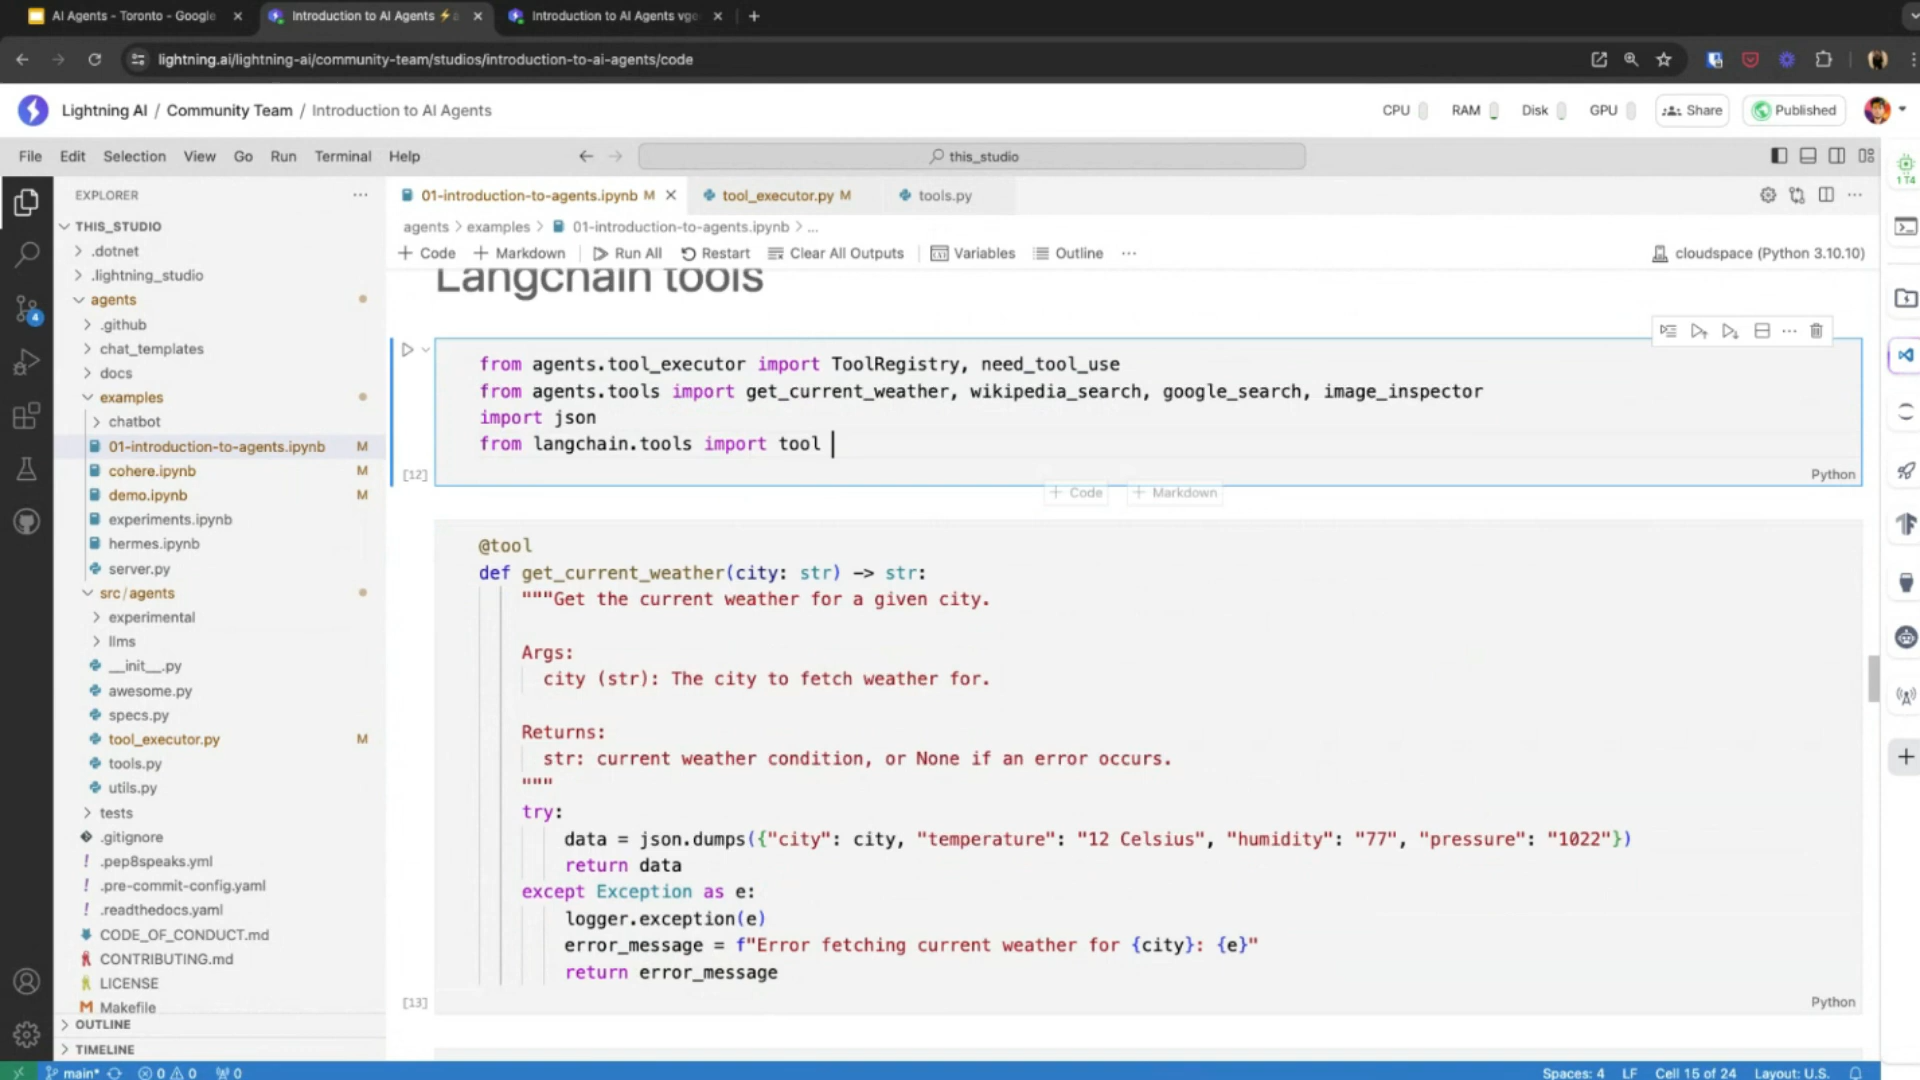 AI Agents - Toronto - Google
Introduction to AI Agents ⚡
Introduction to AI Agents vge
lightning.ai/lightning-ai/community-team/studios/introduction-to-ai-agents/code
Lightning AI / Community Team / Introduction to AI Agents
CPU RAM Disk GPU Share Published
File Edit Selection View Go Run Terminal Help
this_studio
1 T4
EXPLORER
THIS_STUDIO
.dotnet
.lightning_studio
agents
.github
chat_templates
docs
examples
chatbot
01-introduction-to-agents.ipynb M
cohere.ipynb M
demo.ipynb M
experiments.ipynb
hermes.ipynb
server.py
src/agents
experimental
llms
__init__.py
awesome.py
specs.py
tool_executor.py M
tools.py
utils.py
tests
.gitignore
.pep8speaks.yml
.pre-commit-config.yaml
.readthedocs.yaml
CODE_OF_CONDUCT.md
CONTRIBUTING.md
LICENSE
Makefile
OUTLINE
TIMELINE
4
01-introduction-to-agents.ipynb M
tool_executor.py M
tools.py
agents > examples > 01-introduction-to-agents.ipynb > ...
+ Code + Markdown Run All Restart Clear All Outputs Variables Outline ...
cloudspace (Python 3.10.10)
Langchain tools
from agents.tool_executor import ToolRegistry, need_tool_use
from agents.tools import get_current_weather, wikipedia_search, google_search, image_inspector
import json
from langchain.tools import tool
[12]
Python
+ Code + Markdown
@tool
def get_current_weather(city: str) -> str:
"""Get the current weather for a given city.
Args:
city (str): The city to fetch weather for.
Returns:
str: current weather condition, or None if an error occurs.
"""
try:
data = json.dumps({"city": city, "temperature": "12 Celsius", "humidity": "77", "pressure": "1022"})
return data
except Exception as e:
logger.exception(e)
error_message = f"Error fetching current weather for {city}: {e}"
return error_message
[13]
Python
main* 0 0 0
Spaces: 4 LF Cell 15 of 24 Layout: U.S.